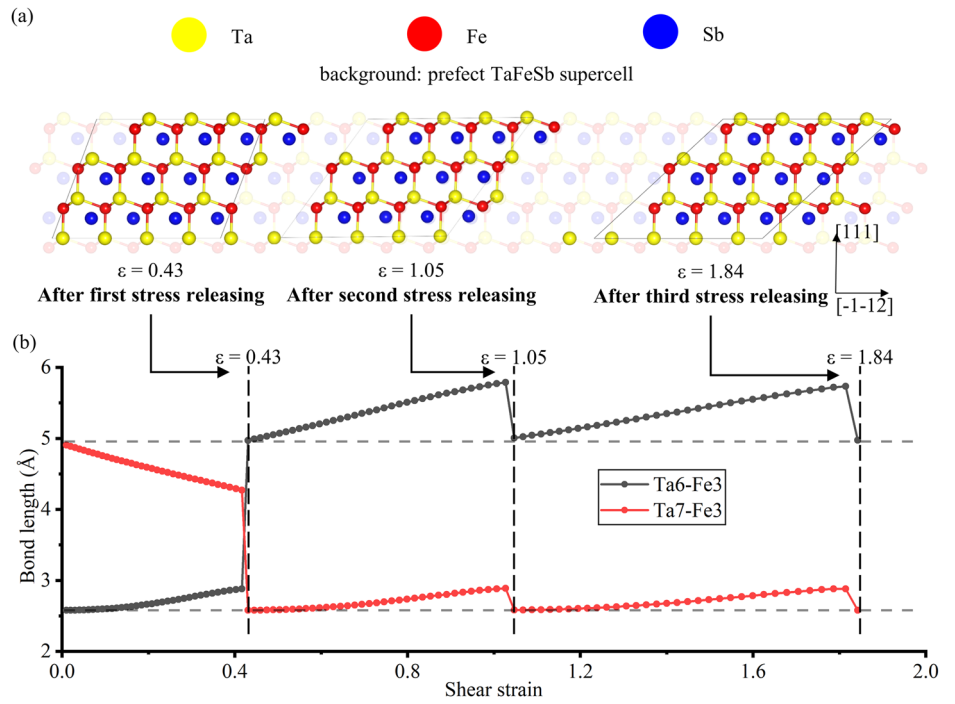 (a)
Ta Fe Sb
background: prefect TaFeSb supercell
[111]
[-1-12]
ε = 0.43 ε = 1.05 ε = 1.84
After first stress releasing After second stress releasing After third stress releasing
(b)
ε = 0.43 ε = 1.05 ε = 1.84
6
5
4
3
2
Bond length (Å)
Ta6-Fe3
Ta7-Fe3
0.0 0.4 0.8 1.2 1.6 2.0
Shear strain